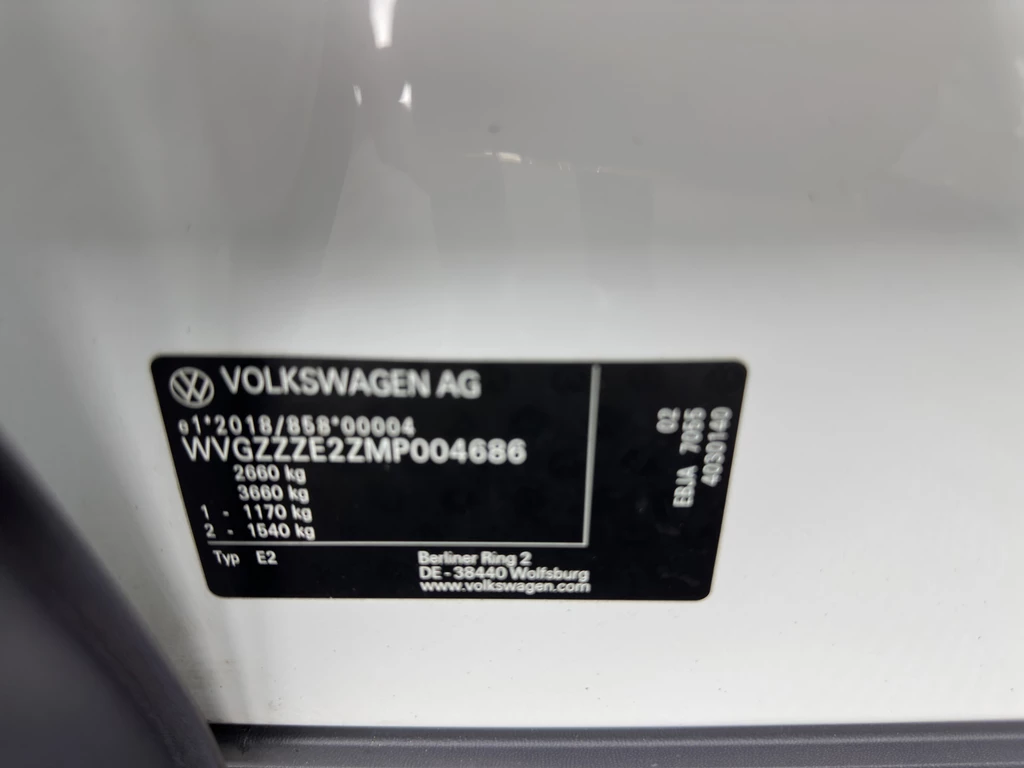 VOLKSWAGEN AG
e1*2018/858*00004
WVGZZZE2ZMP004686
2660 kg
3660 kg
1 - 1170 kg
2 - 1540 kg
Typ E2
Berliner Ring 2
DE-38440 Wolfsburg
www.volkswagen.com
02
EBJA 7055
4030140